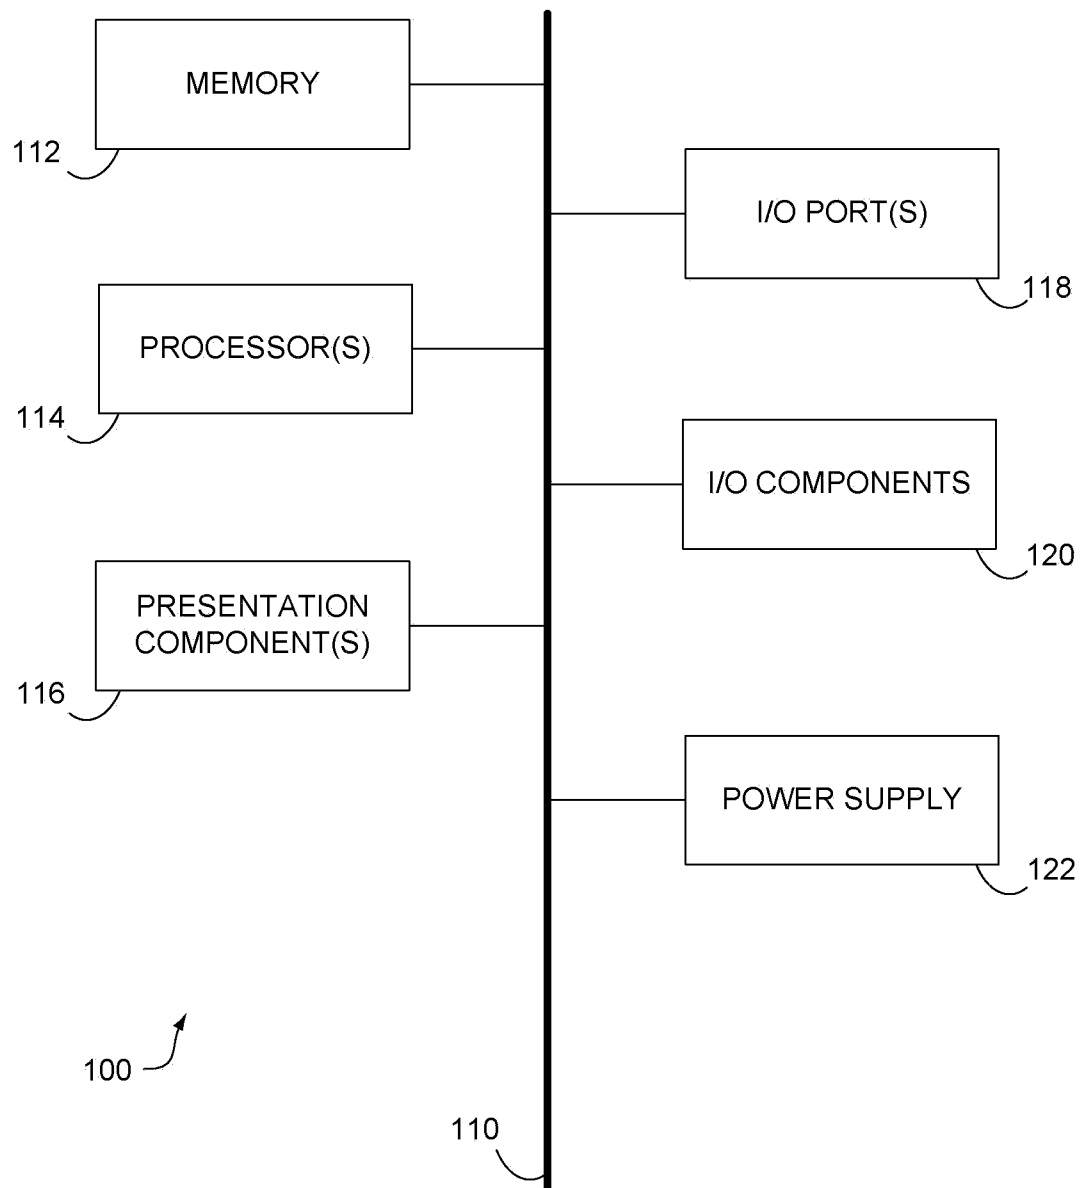 MEMORY
112
I/O PORT(S)
118
PROCESSOR(S)
114
I/O COMPONENTS
120
PRESENTATION
COMPONENT(S)
116
POWER SUPPLY
122
100
110